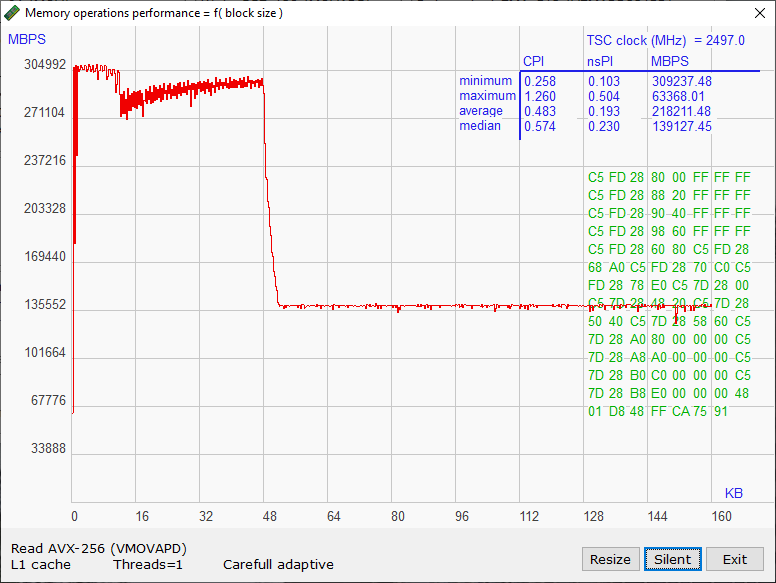 Memory operations performance = f( block size )
MBPS
TSC clock (MHz) = 2497.0
CPI nsPI MBPS
minimum 0.258 0.103 309237.48
maximum 1.260 0.504 63368.01
average 0.483 0.193 218211.48
median 0.574 0.230 139127.45
304992
271104
237216
203328
169440
135552
101664
67776
33888
C5 FD 28 80 00 FF FF FF
C5 FD 28 88 20 FF FF FF
C5 FD 28 90 40 FF FF FF
C5 FD 28 98 60 FF FF FF
C5 FD 28 60 80 C5 FD 28
68 A0 C5 FD 28 70 C0 C5
FD 28 78 E0 C5 7D 28 00
C5 7D 28 48 20 C5 7D 28
50 40 C5 7D 28 58 60 C5
7D 28 A0 80 00 00 00 C5
7D 28 A8 A0 00 00 00 C5
7D 28 B0 C0 00 00 00 C5
7D 28 B8 E0 00 00 00 48
01 D8 48 FF CA 75 91
KB
0 16 32 48 64 80 96 112 128 144 160
Read AVX-256 (VMOVAPD)
L1 cache Threads=1 Carefull adaptive
Resize Silent Exit